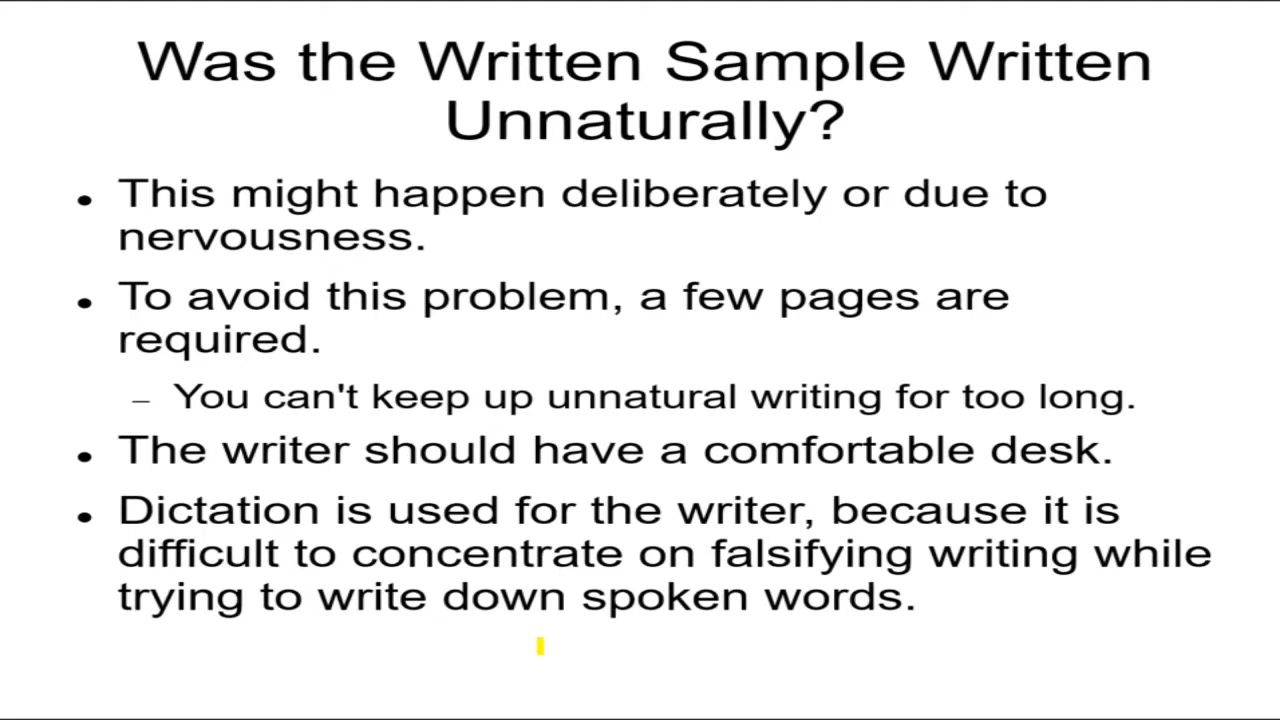 Was the Written Sample Written
Unnaturally?
• This might happen deliberately or due to
nervousness.
• To avoid this problem, a few pages are
required.
– You can't keep up unnatural writing for too long.
• The writer should have a comfortable desk.
• Dictation is used for the writer, because it is
difficult to concentrate on falsifying writing while
trying to write down spoken words.